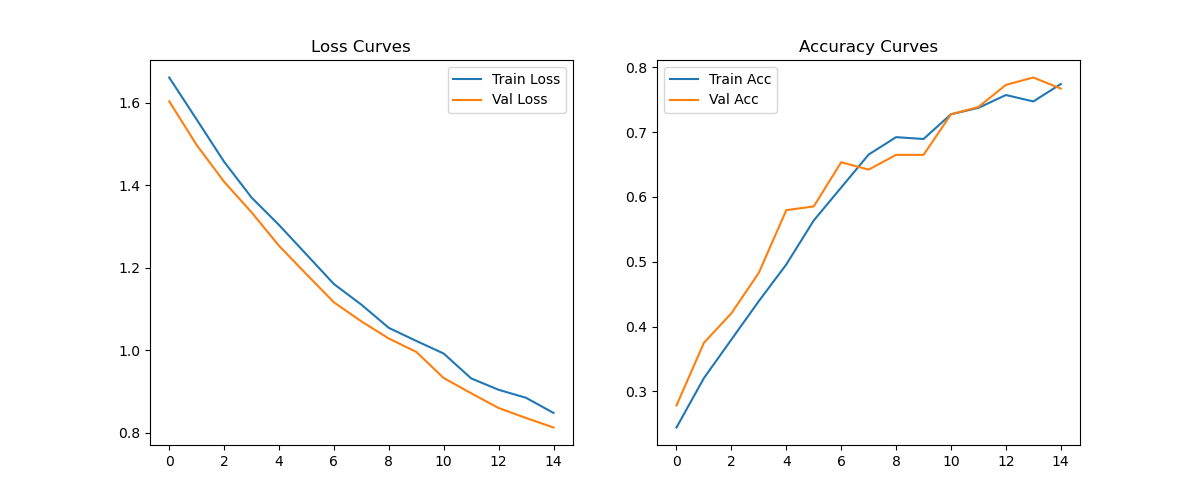 Loss Curves
Train Loss
Val Loss
1.6
1.4
1.2
1.0
0.8
0 2 4 6 8 10 12 14
Accuracy Curves
Train Acc
Val Acc
0.8
0.7
0.6
0.5
0.4
0.3
0 2 4 6 8 10 12 14